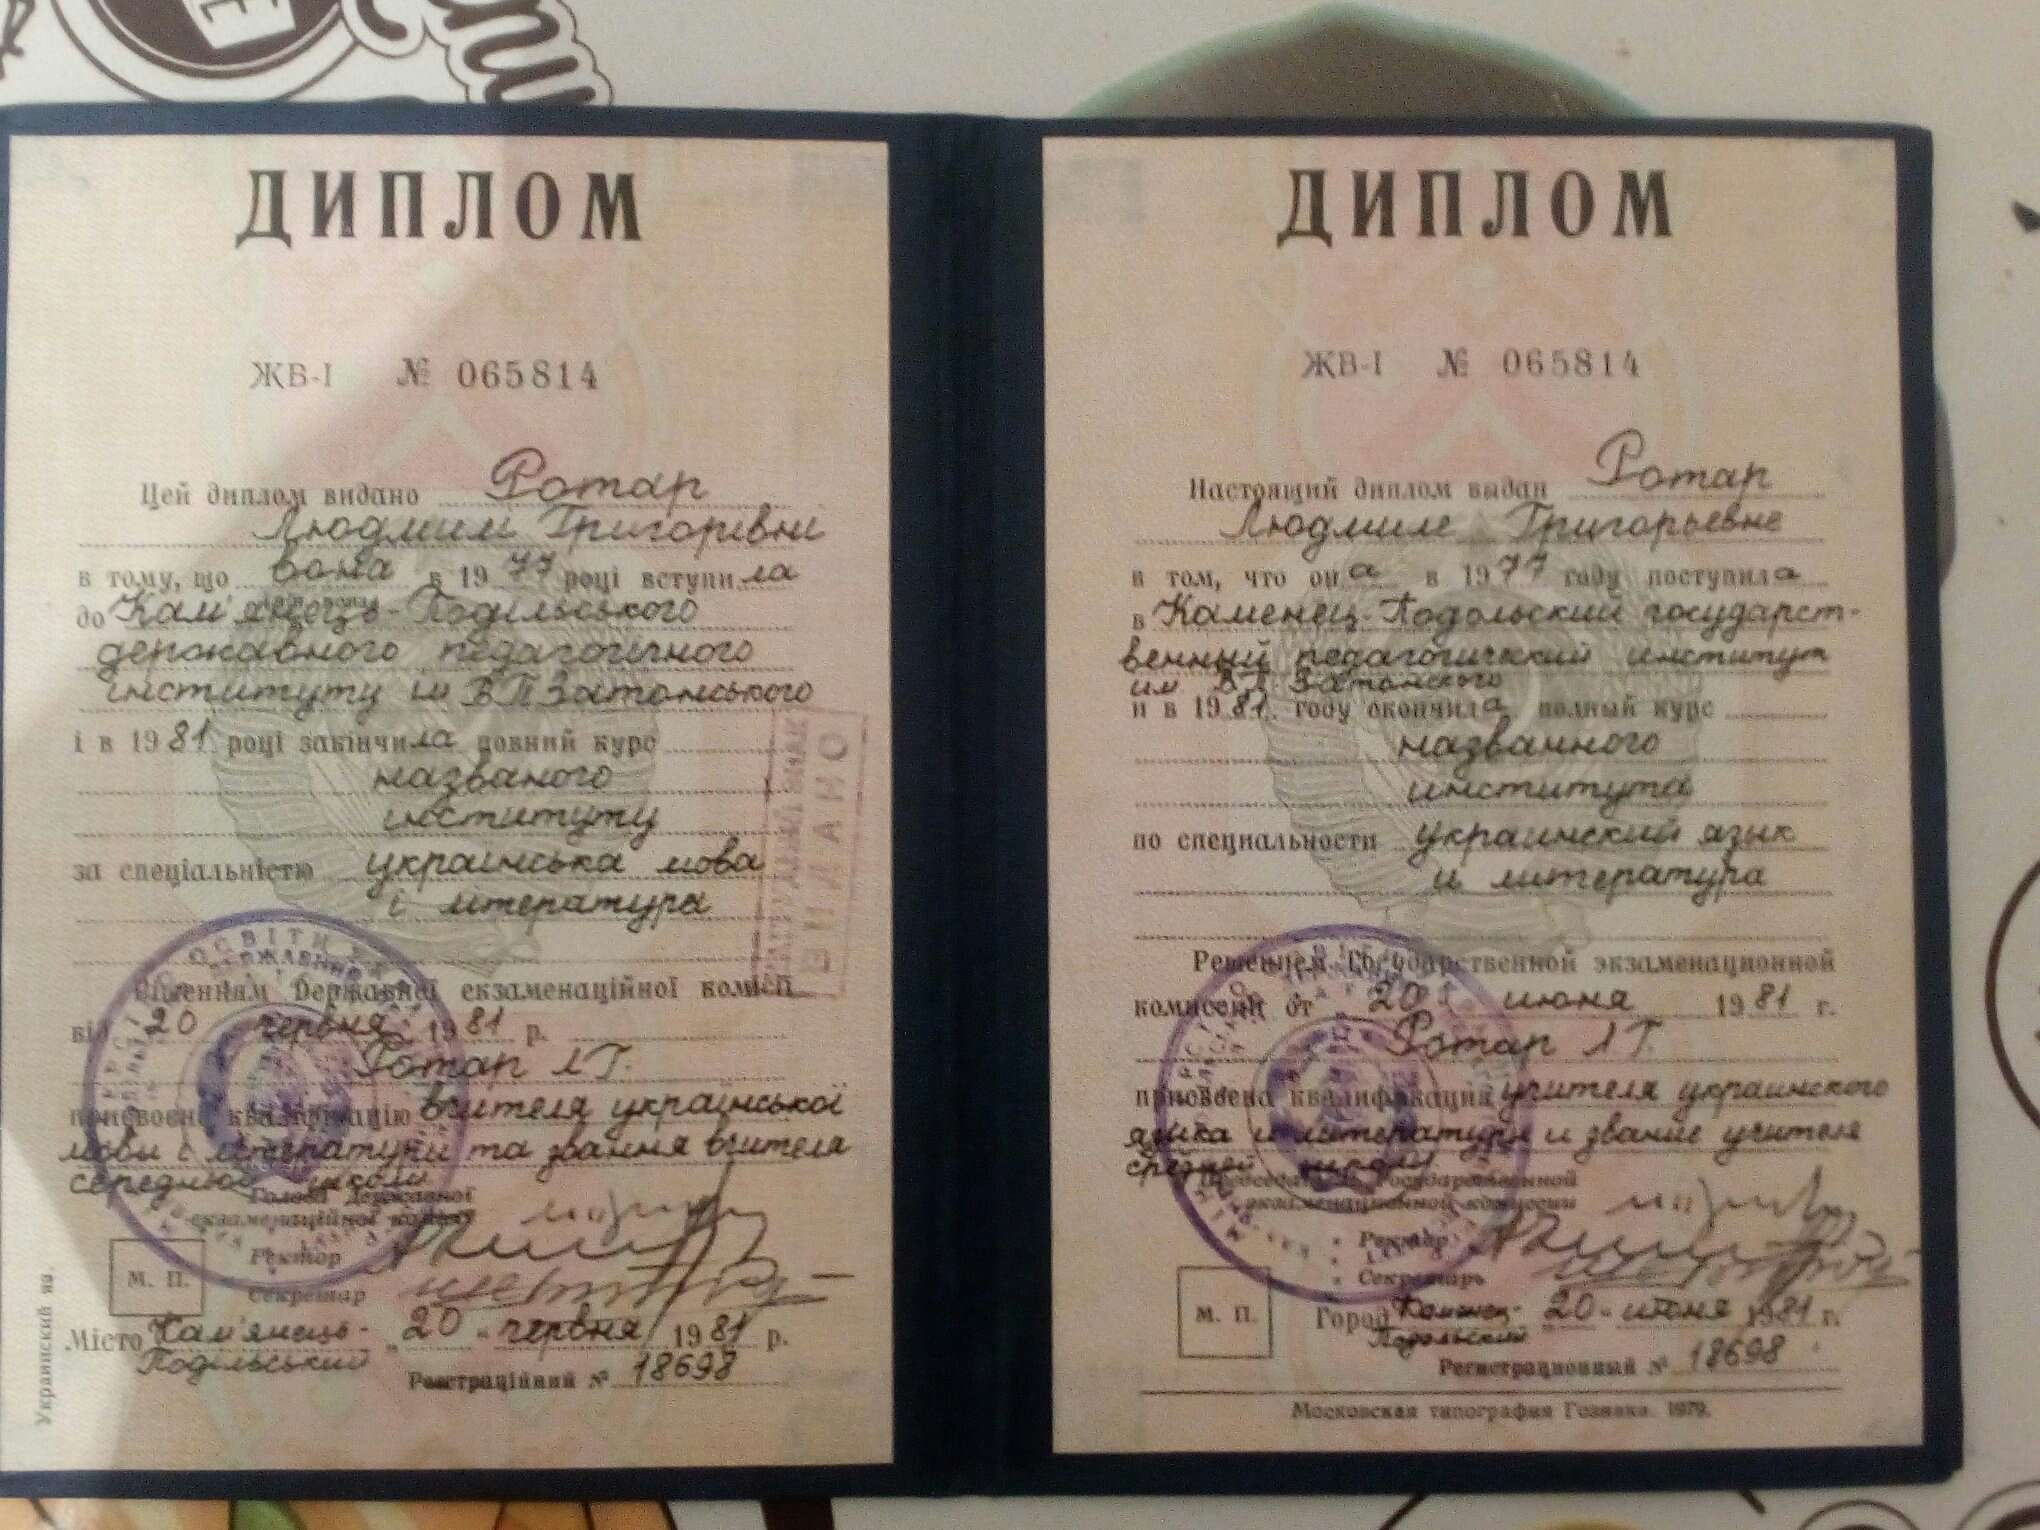 ДИПЛОМ
ЖВ-I № 065814
Цей диплом видано Ротар
Людмилі Григорівні
в тому, що вона в 1977 році вступила
до Кам'янець-Подільського
державного педагогічного
інституту ім В П Затонського
і в 1981 році закінчила повний курс
названого
інституту
за спеціальністю українська мова
і література
Рішенням Державної екзаменаційної комісії
від 20 червня 1981 р.
Ротар Л Г.
присвоєно кваліфікацію вчителя української
мови і літератури та звання вчителя
середньої школи
Голова Державної
екзаменаційної комісії
Ректор
Секретар
М. П.
Місто Кам'янець-Подільський „20" червня 1981 р.
Реєстраційний № 18698
Украинский яз.
НАГРУДНИЙ ЗНАК
ВИДАНО
ДИПЛОМ
ЖВ-I № 065814
Настоящий диплом выдан Ротар
Людмиле Григорьевне
в том, что она в 1977 году поступила
в Каменец-Подольский государст-
венный педагогический институт
им В П Затонского
и в 1981 году окончила полный курс
названного
института
по специальности украинский язык
и литература
Решением Государственной экзаменационной
комиссии от 20 июня 1981 г.
Ротар Л Г.
присвоена квалификация учителя украинского
языка и литературы и звание учителя
средней школы
Председатель Государственной
экзаменационной комиссии
Ректор
Секретарь
М. П.
Город Каменец-Подольский „20" июня 1981 г.
Регистрационный № 18698
Московская типография Гознака. 1979.